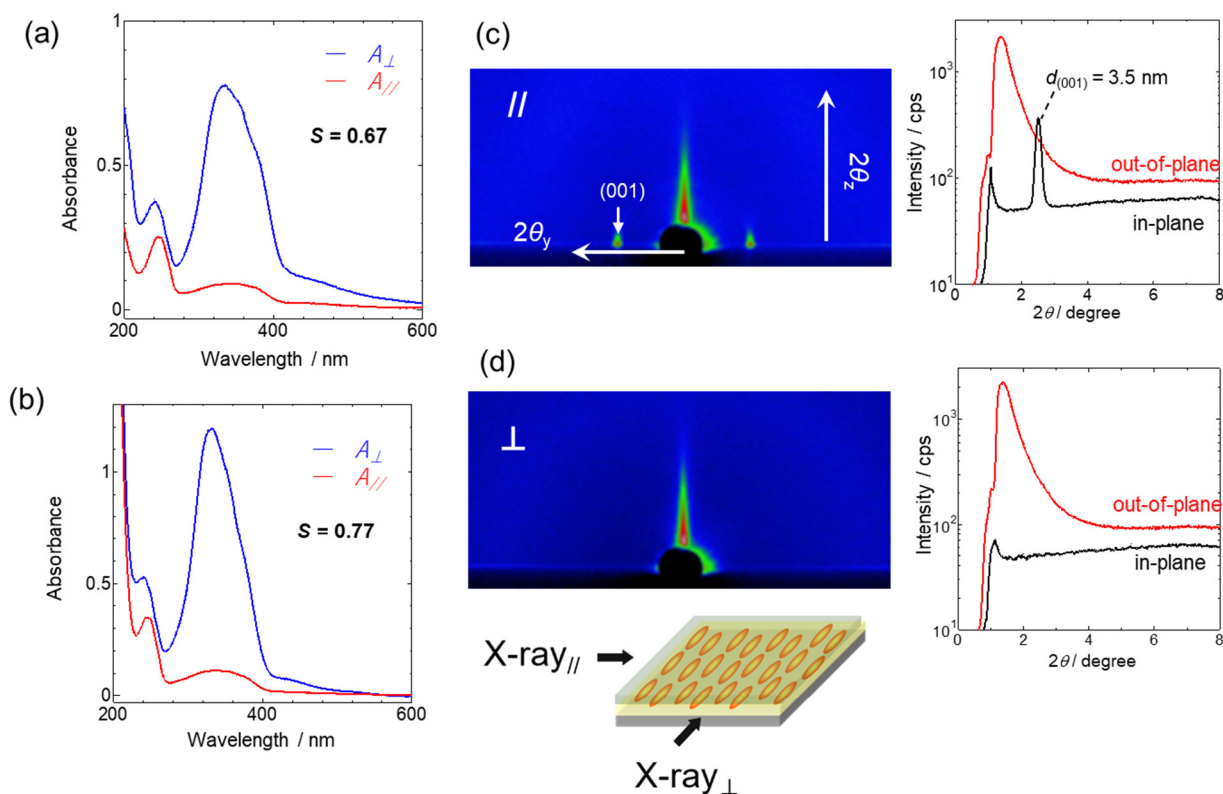 (a)
1
0.5
0
200
400
600
Absorbance
Wavelength / nm
A⊥
A//
S = 0.67
(b)
1
0.5
0
200
400
600
Absorbance
Wavelength / nm
A⊥
A//
S = 0.77
(c)
//
(001)
2θy
2θz
10³
10²
10¹
0
2
4
6
8
Intensity / cps
2θ / degree
d(001) = 3.5 nm
out-of-plane
in-plane
(d)
⊥
10³
10²
10¹
0
2
4
6
8
Intensity / cps
2θ / degree
out-of-plane
in-plane
X-ray//
X-ray⊥